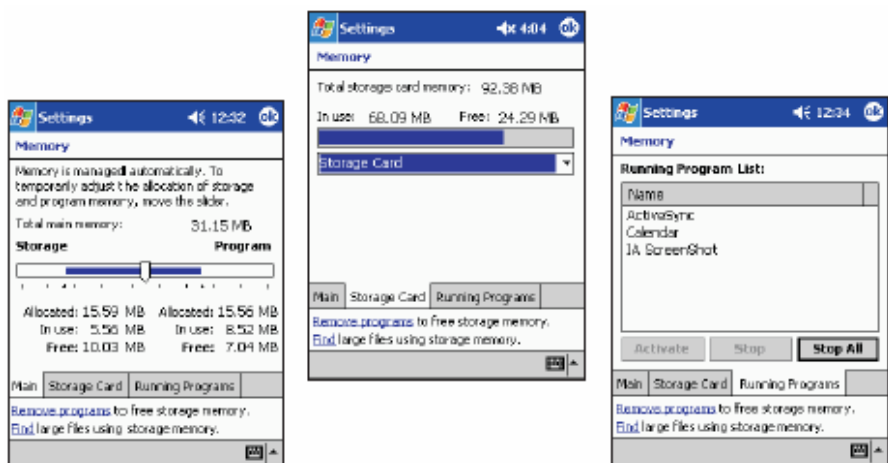 Settings 12:32 ok
Memory
Memory is managed automatically. To
temporarily adjust the allocation of storage
and program memory, move the slider.
Total main memory: 31.15 MB
Storage Program
Allocated: 15.59 MB Allocated: 15.56 MB
In use: 5.56 MB In use: 8.52 MB
Free: 10.03 MB Free: 7.04 MB
Main Storage Card Running Programs
Remove programs to free storage memory.
Find large files using storage memory.
Settings 4:04 ok
Memory
Total storages card memory: 92.38 MB
In use: 68.09 MB Free: 24.29 MB
Storage Card
Main Storage Card Running Programs
Remove programs to free storage memory.
Find large files using storage memory.
Settings 12:34 ok
Memory
Running Program List:
Name
ActiveSync
Calendar
IA ScreenShot
Activate Stop Stop All
Main Storage Card Running Programs
Remove programs to free storage memory.
Find large files using storage memory.